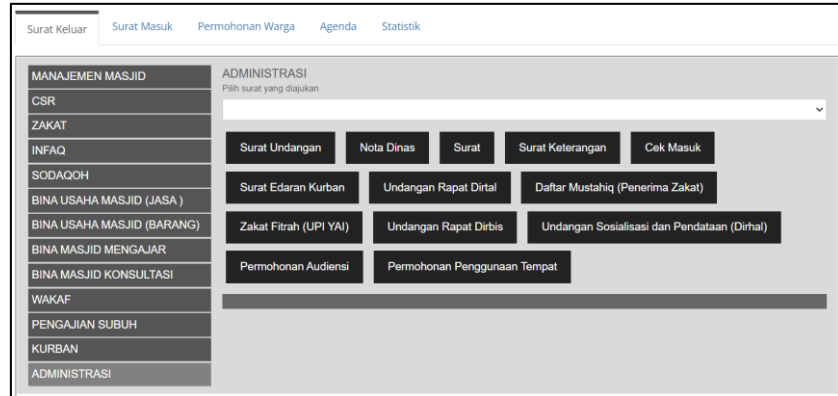 Surat Keluar Surat Masuk Permohonan Warga Agenda Statistik
MANAJEMEN MASJID
CSR
ZAKAT
INFAQ
SODAQOH
BINA USAHA MASJID (JASA )
BINA USAHA MASJID (BARANG)
BINA MASJID MENGAJAR
BINA MASJID KONSULTASI
WAKAF
PENGAJIAN SUBUH
KURBAN
ADMINISTRASI
ADMINISTRASI
Pilih surat yang diajukan
Surat Undangan Nota Dinas Surat Surat Keterangan Cek Masuk
Surat Edaran Kurban Undangan Rapat Dirtal Daftar Mustahiq (Penerima Zakat)
Zakat Fitrah (UPI YAI) Undangan Rapat Dirbis Undangan Sosialisasi dan Pendataan (Dirhal)
Permohonan Audiensi Permohonan Penggunaan Tempat